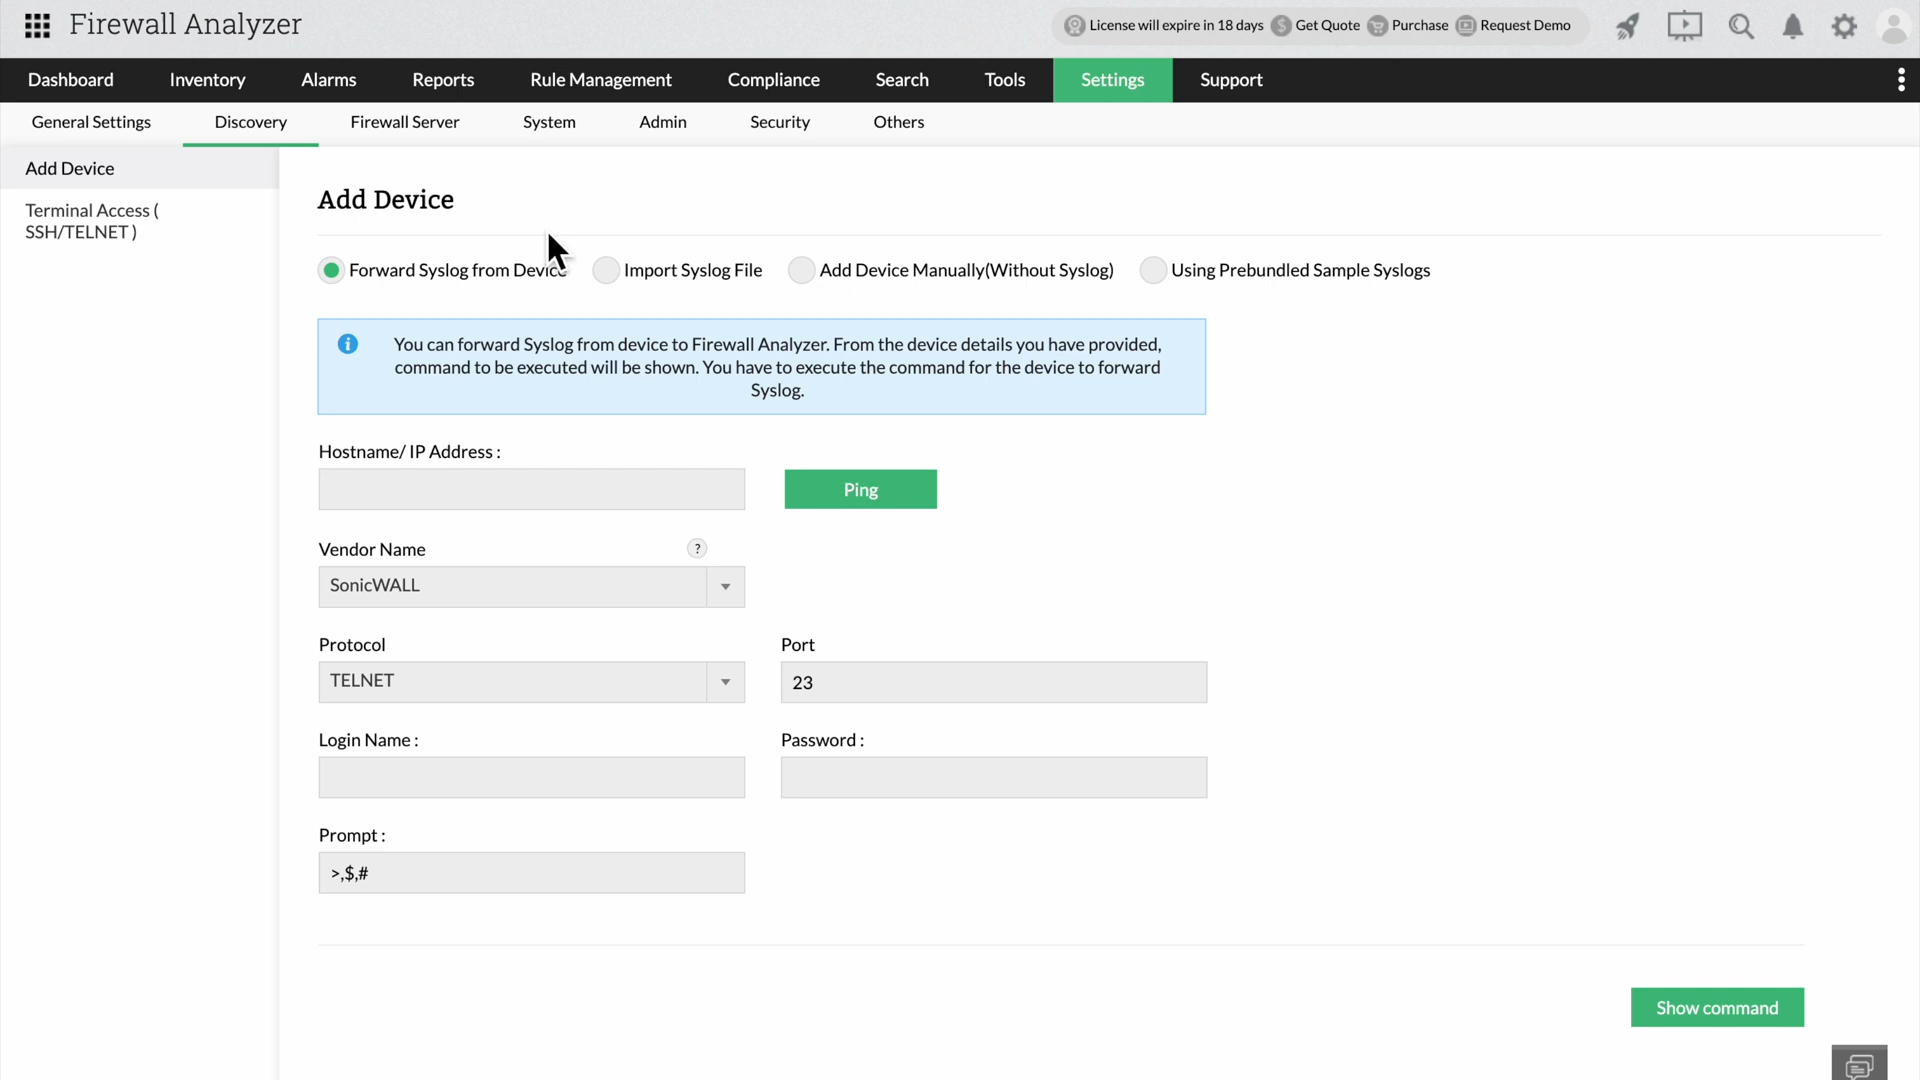 Firewall Analyzer
License will expire in 18 days Get Quote Purchase Request Demo
Dashboard Inventory Alarms Reports Rule Management Compliance Search Tools Settings Support
General Settings Discovery Firewall Server System Admin Security Others
Add Device
Terminal Access (
SSH/TELNET )
Add Device
Forward Syslog from Device Import Syslog File Add Device Manually(Without Syslog) Using Prebundled Sample Syslogs
You can forward Syslog from device to Firewall Analyzer. From the device details you have provided,
command to be executed will be shown. You have to execute the command for the device to forward
Syslog.
Hostname/ IP Address :
Ping
Vendor Name ?
SonicWALL
Protocol Port
TELNET 23
Login Name : Password :
Prompt :
>,$,#
Show command